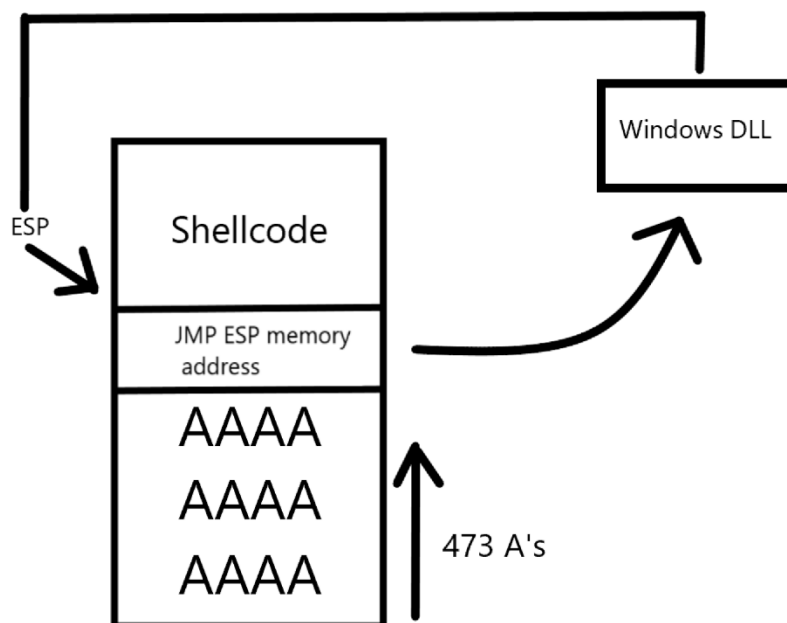 Windows DLL
ESP
Shellcode
JMP ESP memory
address
AAAA
AAAA
AAAA
473 A's